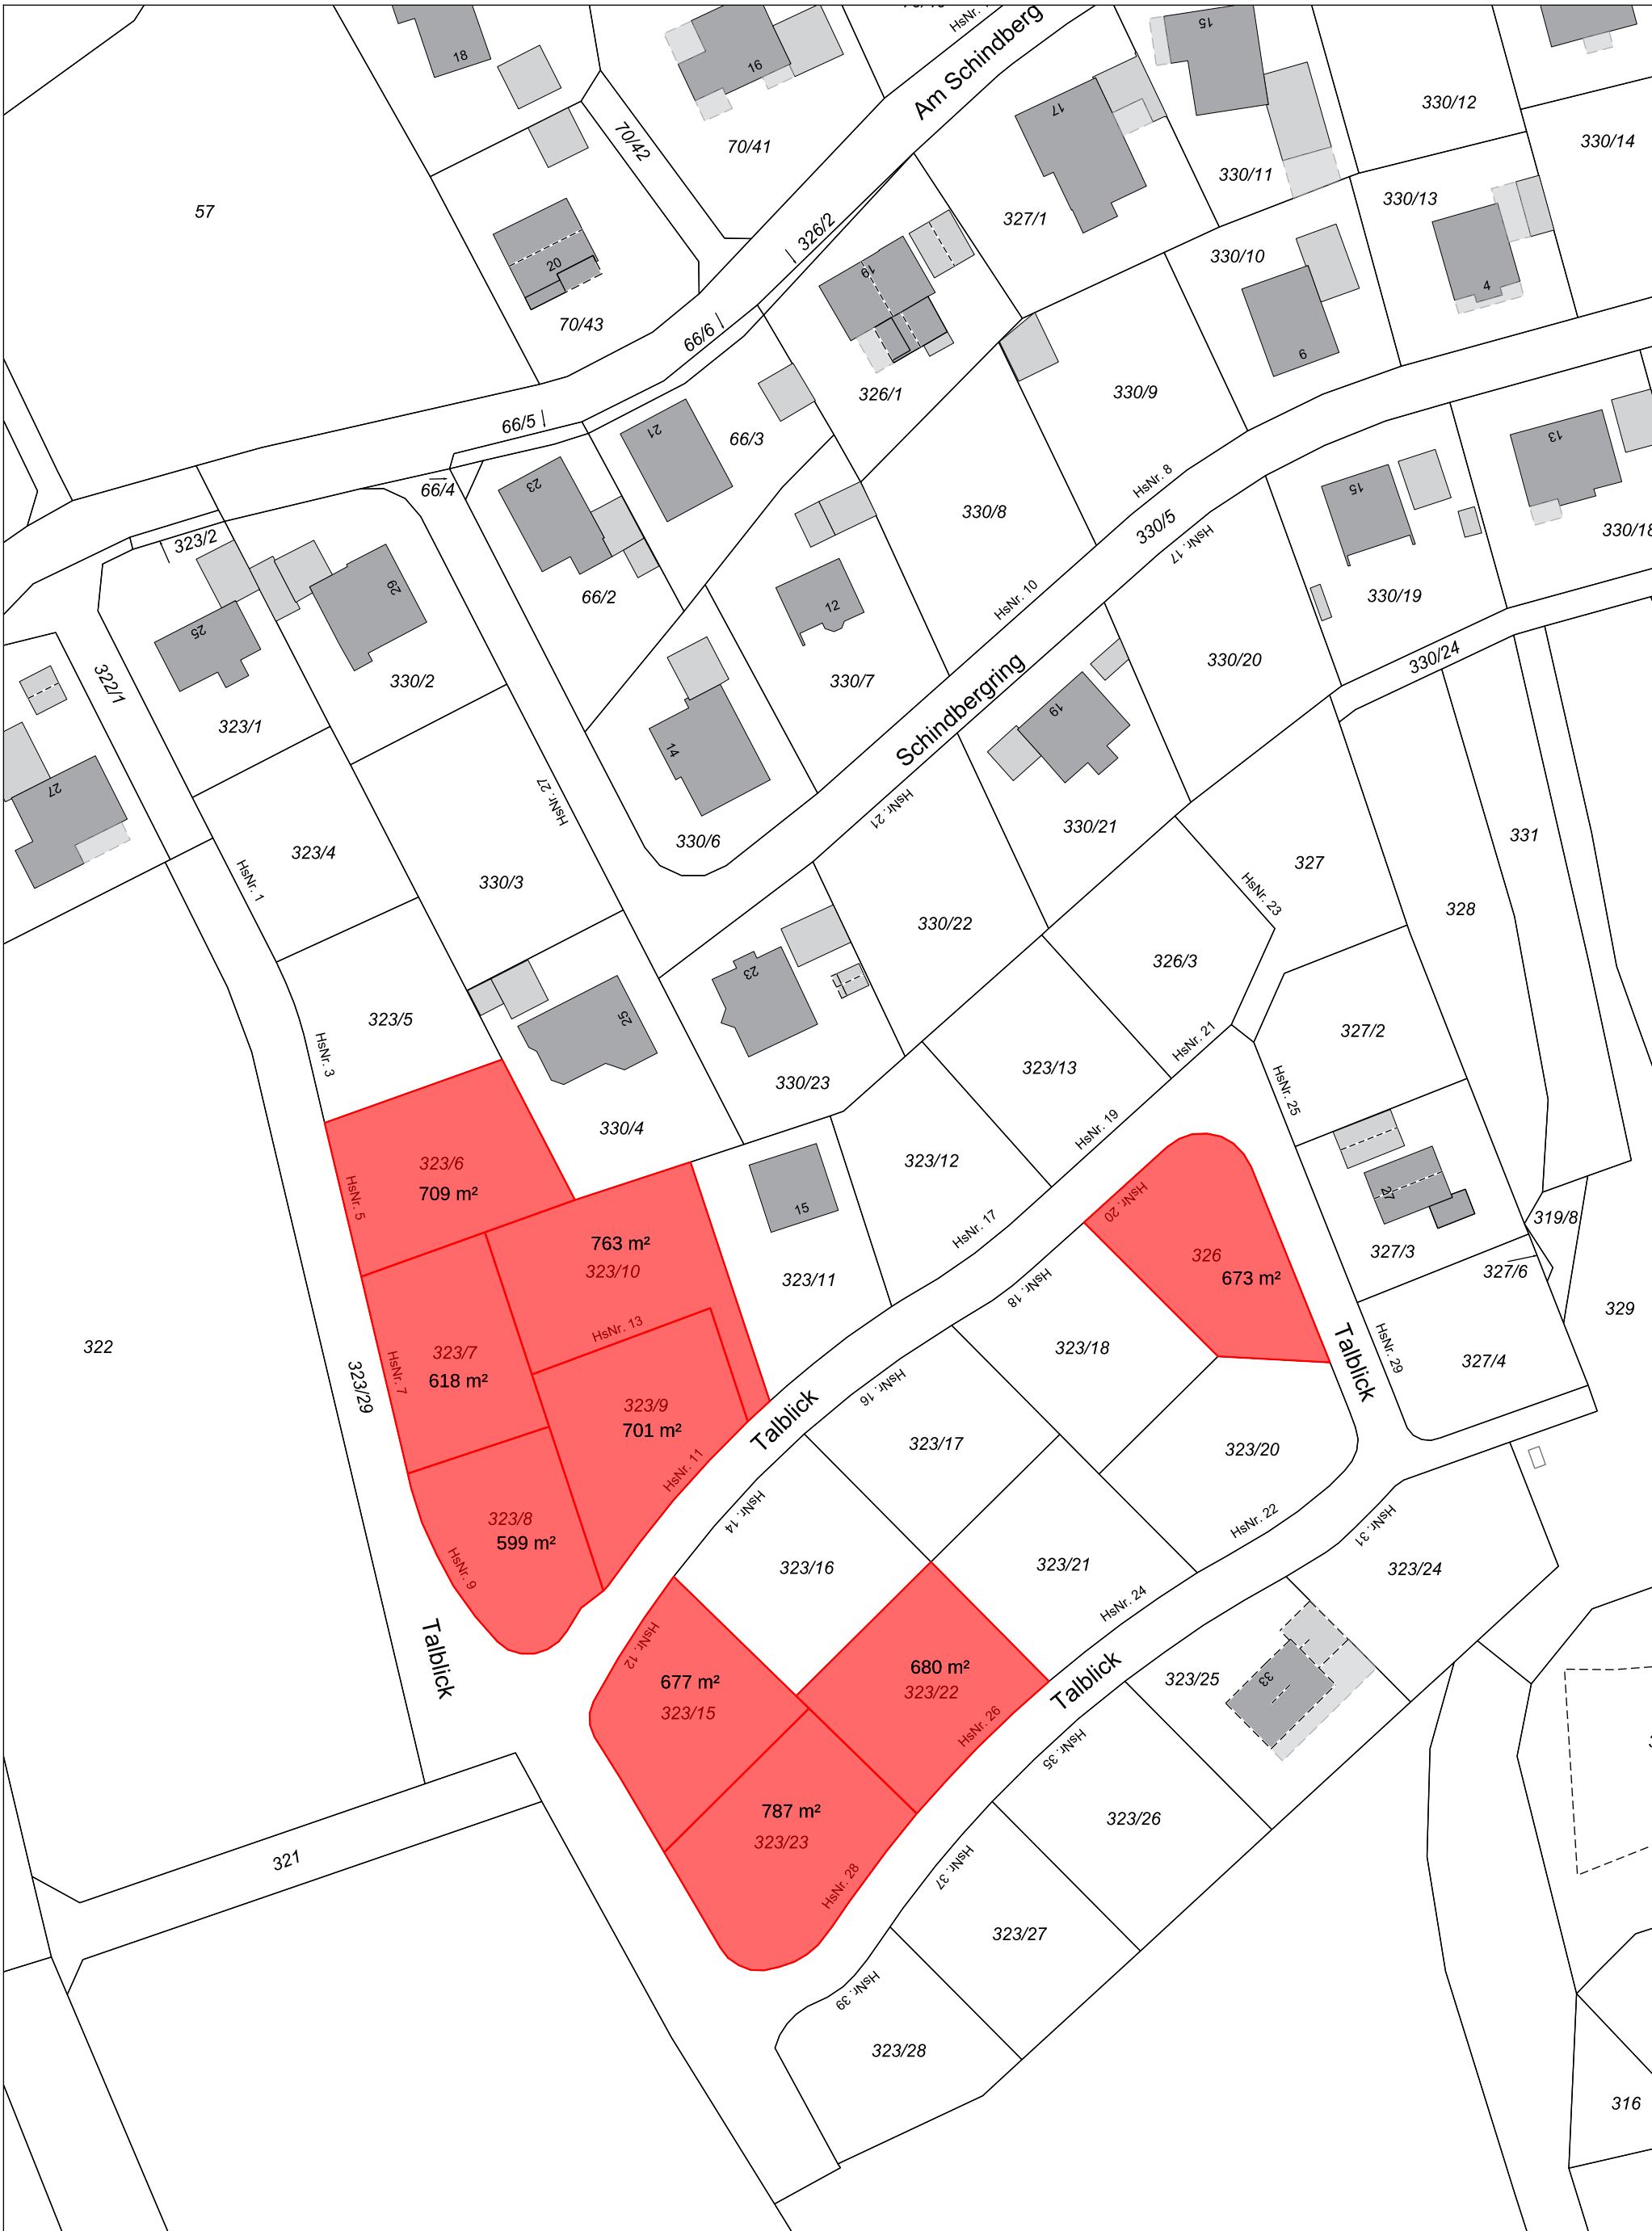 18
16
HsNr.
Am Schindberg
15
330/12
330/14
17
70/42
70/41
57
330/11
330/13
326/2
327/1
19
330/10
4
20
70/43
66/6
326/1
9
330/9
66/5
21
66/3
13
15
HsNr. 8
330/5
HsNr. 17
66/4
23
330/8
323/2
330/18
29
66/2
12
HsNr. 10
330/19
25
330/2
330/7
330/20
330/24
322/1
323/1
14
Schindbergring
19
27
HsNr. 27
HsNr. 21
330/21
331
330/6
323/4
327
HsNr. 1
330/3
HsNr. 23
328
330/22
326/3
23
323/5
25
HsNr. 3
HsNr. 21
327/2
323/13
330/23
HsNr. 25
330/4
HsNr. 19
323/12
323/6
709 m²
HsNr. 5
27
15
HsNr. 20
319/8
HsNr. 17
763 m²
323/10
327/3
326
673 m²
327/6
323/11
HsNr. 18
329
HsNr. 13
322
323/7
618 m²
HsNr. 7
323/18
HsNr. 29
327/4
Talblick
323/29
HsNr. 16
323/9
701 m²
Talblick
323/17
323/20
HsNr. 11
HsNr. 14
323/8
599 m²
HsNr. 22
HsNr. 31
HsNr. 9
323/16
323/21
323/24
HsNr. 24
Talblick
HsNr. 12
680 m²
323/22
677 m²
323/15
Talblick
323/25
33
HsNr. 26
HsNr. 35
787 m²
323/23
323/26
321
HsNr. 28
HsNr. 37
323/27
HsNr. 39
323/28
316